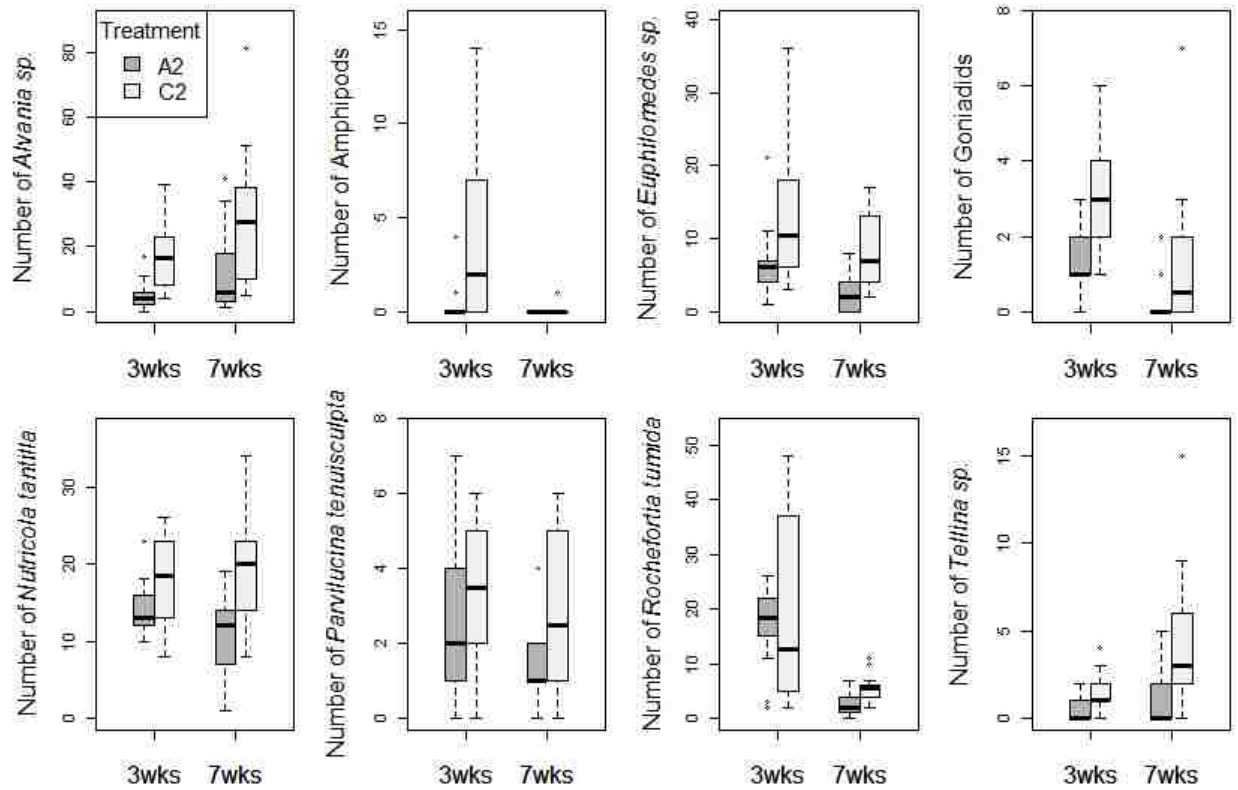 Treatment
A2
C2
Number of Alvania sp.
0 20 40 60 80
3wks 7wks
Number of Amphipods
0 5 10 15
3wks 7wks
Number of Euphilomedes sp.
0 10 20 30 40
3wks 7wks
Number of Goniadids
0 2 4 6 8
3wks 7wks
Number of Nutricola tantilla
0 10 20 30
3wks 7wks
Number of Parvilucina tenuisculpta
0 2 4 6 8
3wks 7wks
Number of Rochefortia tumida
0 10 20 30 40 50
3wks 7wks
Number of Tellina sp.
0 5 10 15
3wks 7wks